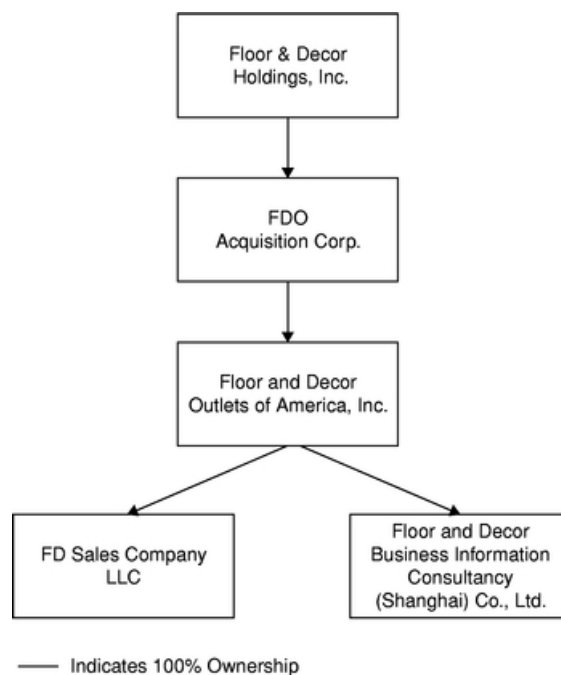 Floor & Decor
Holdings, Inc.
FDO
Acquisition Corp.
Floor and Decor
Outlets of America, Inc.
FD Sales Company
LLC
Floor and Decor
Business Information
Consultancy
(Shanghai) Co., Ltd.
Indicates 100% Ownership